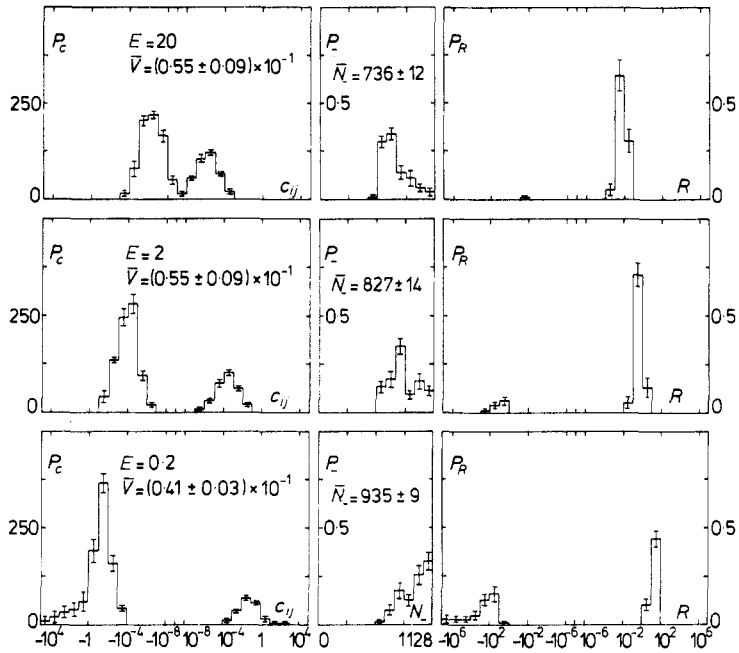 P_c E=20 V̄=(0·55±0·09)×10⁻¹ 250 0 c_ij
P_- N̄_=736±12 0·5
P_R 0·5 R 0
P_c E=2 V̄=(0·55±0·09)×10⁻¹ 250 0 c_ij
P_- N̄_=827±14 0·5
P_R 0·5 R 0
P_c E=0·2 V̄=(0·41±0·03)×10⁻¹ 250 0 c_ij
P_- N̄_=935±9 0·5 N_
P_R 0·5 R 0
-10⁴ -1 -10⁻⁴ -10⁻⁸ 10⁻⁸ 10⁻⁴ 1 10⁴
0 1128
-10⁶ -10² -10⁻² -10⁻⁶ 10⁻⁶ 10⁻² 10² 10⁶